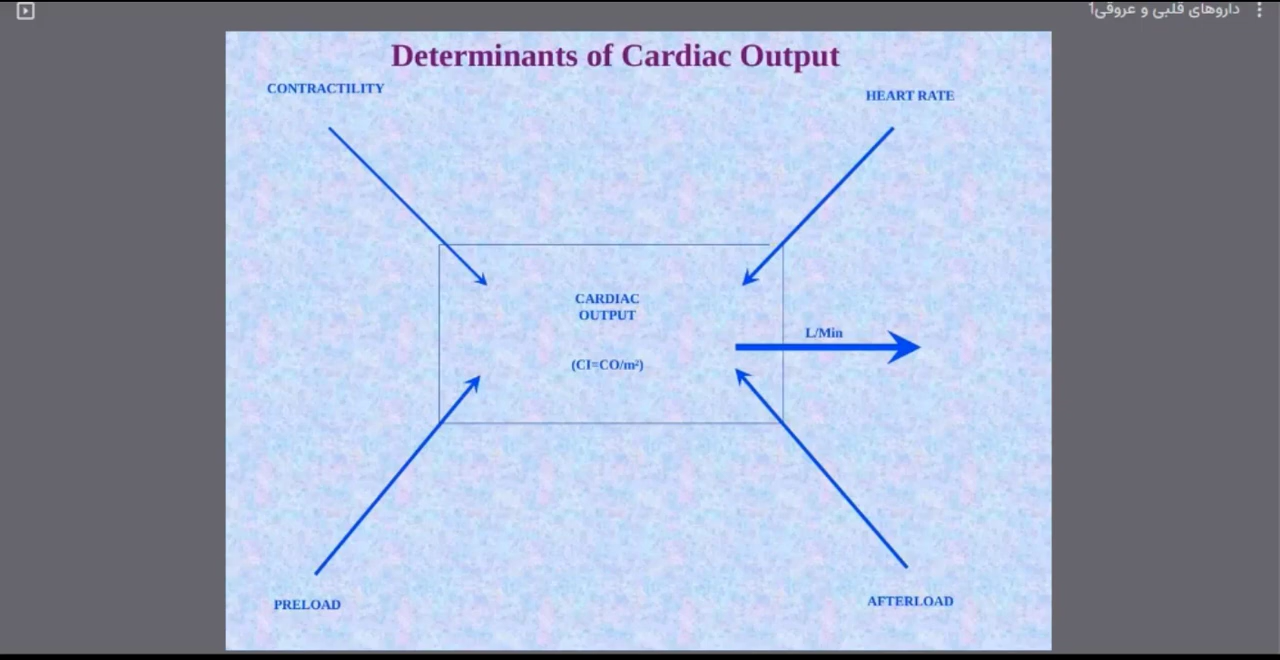 داروهای قلبی و عروقی1
Determinants of Cardiac Output
CONTRACTILITY
HEART RATE
CARDIAC
OUTPUT
L/Min
(CI=CO/m²)
PRELOAD
AFTERLOAD